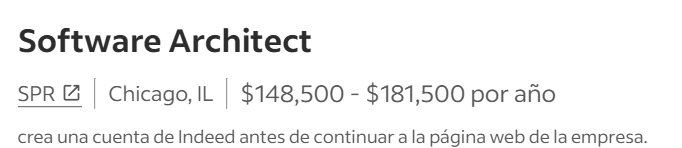 Software Architect
SPR | Chicago, IL | $148,500 - $181,500 por año
crea una cuenta de Indeed antes de continuar a la página web de la empresa.